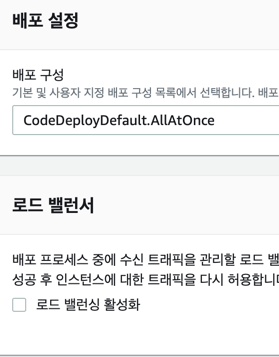 배포 설정
배포 구성
기본 및 사용자 지정 배포 구성 목록에서 선택합니다. 배포
CodeDeployDefault.AllAtOnce
로드 밸런서
배포 프로세스 중에 수신 트래픽을 관리할 로드 밸
성공 후 인스턴스에 대한 트래픽을 다시 허용합니
로드 밸런싱 활성화